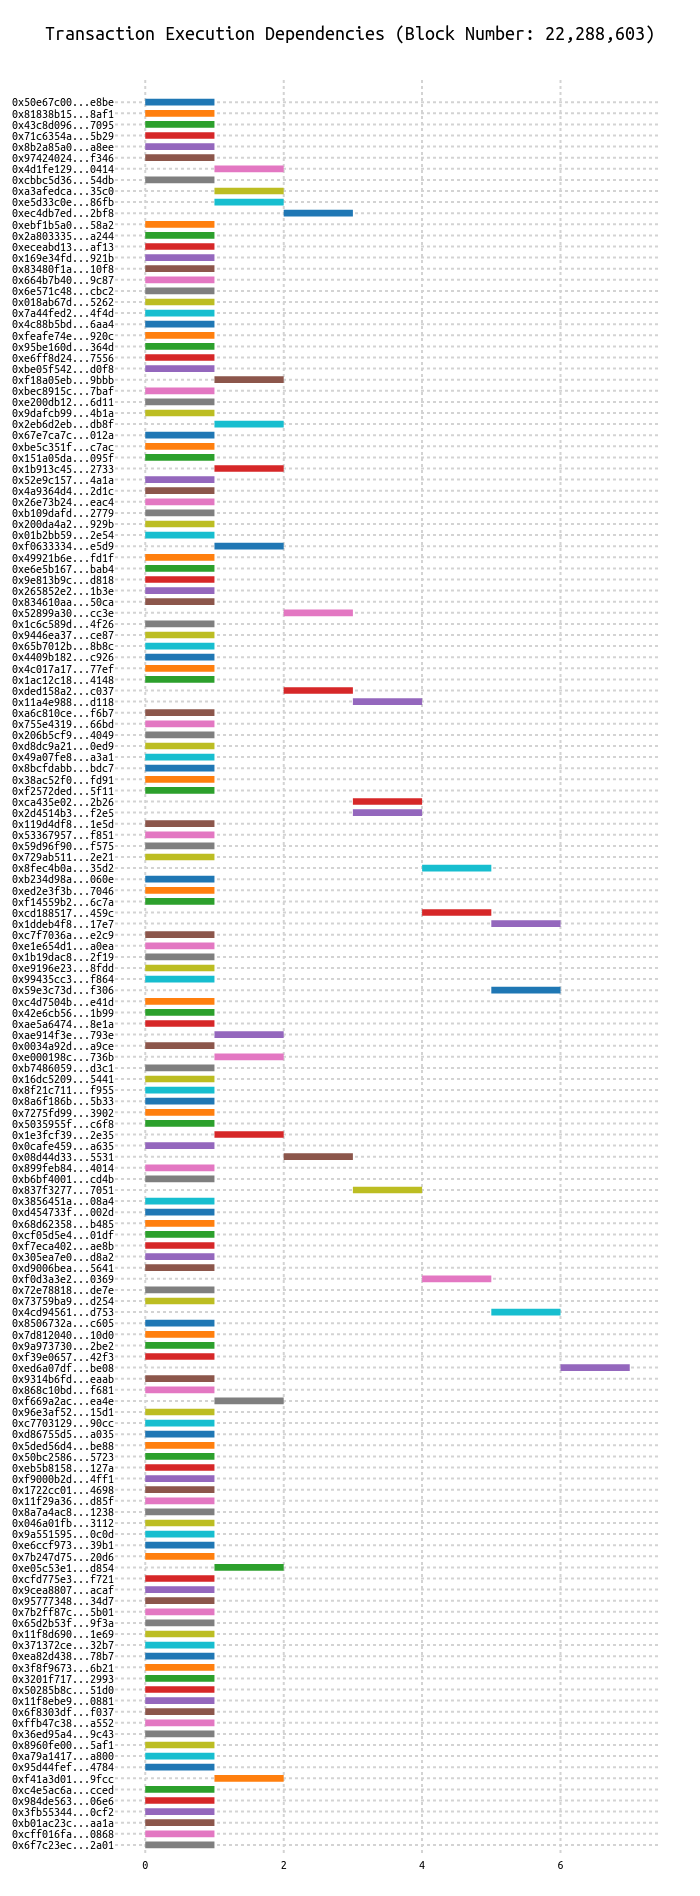 Transaction Execution Dependencies (Block Number: 22,288,603)
0x50e67c00...e8be
0x81838b15...8af1
0x43c8d096...7095
0x71c6354a...5b29
0x8b2a85a0...a8ee
0x97424024...f346
0x4d1fe129...0414
0xcbbc5d36...54db
0xa3afedca...35c0
0xe5d33c0e...86fb
0xec4db7ed...2bf8
0xebf1b5a0...58a2
0x2a803335...a244
0xeceabd13...af13
0x169e34fd...921b
0x83480f1a...10f8
0x664b7b40...9c87
0x6e571c48...cbc2
0x018ab67d...5262
0x7a44fed2...4f4d
0x4c88b5bd...6aa4
0xfeafe74e...920c
0x95be160d...364d
0xe6ff8d24...7556
0xbe05f542...d0f8
0xf18a05eb...9bbb
0xbec8915c...7baf
0xe200db12...6d11
0x9dafcb99...4b1a
0x2eb6d2eb...db8f
0x67e7ca7c...012a
0xbe5c351f...c7ac
0x151a05da...095f
0x1b913c45...2733
0x52e9c157...4a1a
0x4a9364d4...2d1c
0x26e73b24...eac4
0xb109dafd...2779
0x200da4a2...929b
0x01b2bb59...2e54
0xf0633334...e5d9
0x49921b6e...fd1f
0xe6e5b167...bab4
0x9e813b9c...d818
0x265852e2...1b3e
0x834610aa...50ca
0x52899a30...cc3e
0x1c6c589d...4f26
0x9446ea37...ce87
0x65b7012b...8b8c
0x4409b182...c926
0x4c017a17...77ef
0x1ac12c18...4148
0xded158a2...c037
0x11a4e988...d118
0xa6c810ce...f6b7
0x755e4319...66bd
0x206b5cf9...4049
0xd8dc9a21...0ed9
0x49a07fe8...a3a1
0x8bcfdabb...bdc7
0x38ac52f0...fd91
0xf2572ded...5f11
0xca435e02...2b26
0x2d4514b3...f2e5
0x119d4df8...1e5d
0x53367957...f851
0x59d96f90...f575
0x729ab511...2e21
0x8fec4b0a...35d2
0xb234d98a...060e
0xed2e3f3b...7046
0xf14559b2...6c7a
0xcd188517...459c
0x1ddeb4f8...17e7
0xc7f7036a...e2c9
0xe1e654d1...a0ea
0x1b19dac8...2f19
0xe9196e23...8fdd
0x99435cc3...f864
0x59e3c73d...f306
0xc4d7504b...e41d
0x42e6cb56...1b99
0xae5a6474...8e1a
0xae914f3e...793e
0x0034a92d...a9ce
0xe000198c...736b
0xb7486059...d3c1
0x16dc5209...5441
0x8f21c711...f955
0x8a6f186b...5b33
0x7275fd99...3902
0x5035955f...c6f8
0x1e3fcf39...2e35
0x0cafe459...a635
0x08d44d33...5531
0x899feb84...4014
0xb6bf4001...cd4b
0x837f3277...7051
0x3856451a...08a4
0xd454733f...002d
0x68d62358...b485
0xcf05d5e4...01df
0xf7eca402...ae8b
0x305ea7e0...d8a2
0xd9006bea...5641
0xf0d3a3e2...0369
0x72e78818...de7e
0x73759ba9...d254
0x4cd94561...d753
0x8506732a...c605
0x7d812040...10d0
0x9a973730...2be2
0xf39e0657...42f3
0xed6a07df...be08
0x9314b6fd...eaab
0x868c10bd...f681
0xf669a2ac...ea4e
0x96e3af52...15d1
0xc7703129...90cc
0xd86755d5...a035
0x5ded56d4...be88
0x50bc2586...5723
0xeb5b8158...127a
0xf9000b2d...4ff1
0x1722cc01...4698
0x11f29a36...d85f
0x8a7a4ac8...1238
0x046a01fb...3112
0x9a551595...0c0d
0xe6ccf973...39b1
0x7b247d75...20d6
0xe05c53e1...d854
0xcfd775e3...f721
0x9cea8807...acaf
0x95777348...34d7
0x7b2ff87c...5b01
0x65d2b53f...9f3a
0x11f8d690...1e69
0x371372ce...32b7
0xea82d438...78b7
0x3f8f9673...6b21
0x3201f717...2993
0x50285b8c...51d0
0x11f8ebe9...0881
0x6f8303df...f037
0xffb47c38...a552
0x36ed95a4...9c43
0x8960fe00...5af1
0xa79a1417...a800
0x95d44fef...4784
0xf41a3d01...9fcc
0xc4e5ac6a...cced
0x984de563...06e6
0x3fb55344...0cf2
0xb01ac23c...aa1a
0xcff016fa...0868
0x6f7c23ec...2a01
0 2 4 6